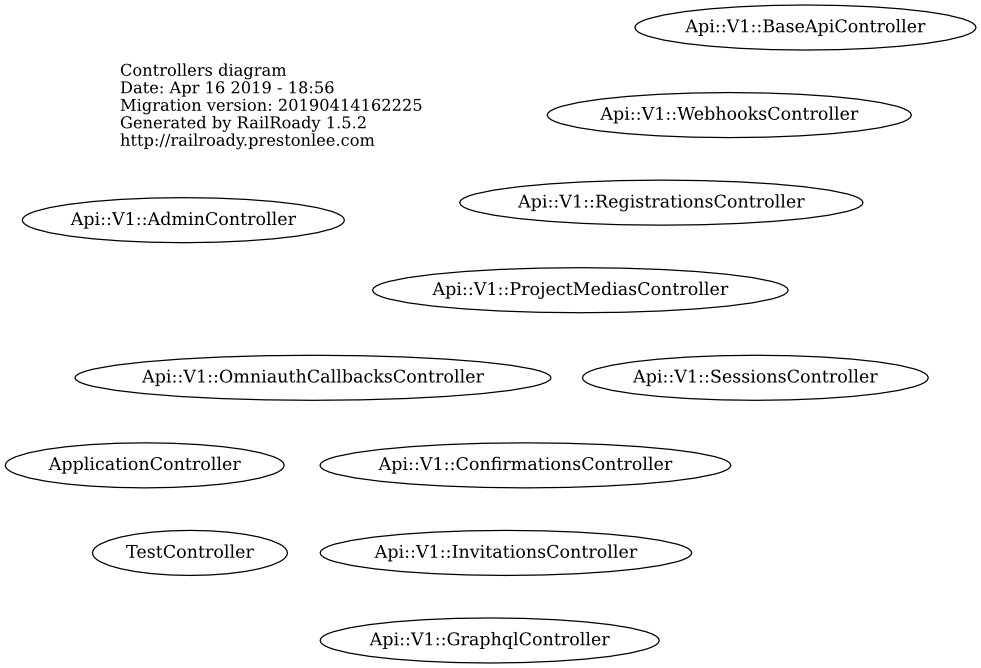 Api::V1::BaseApiController
Controllers diagram
Date: Apr 16 2019 - 18:56
Migration version: 20190414162225
Generated by RailRoady 1.5.2
http://railroady.prestonlee.com
Api::V1::WebhooksController
Api::V1::RegistrationsController
Api::V1::AdminController
Api::V1::ProjectMediasController
Api::V1::OmniauthCallbacksController
Api::V1::SessionsController
ApplicationController
Api::V1::ConfirmationsController
TestController
Api::V1::InvitationsController
Api::V1::GraphqlController